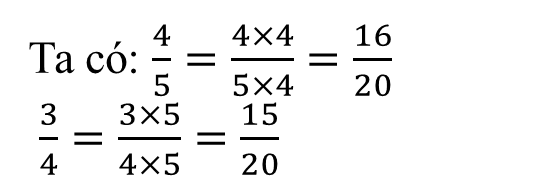 Ta có: 4/5 = 4×4/5×4 = 16/20
3/4 = 3×5/4×5 = 15/20